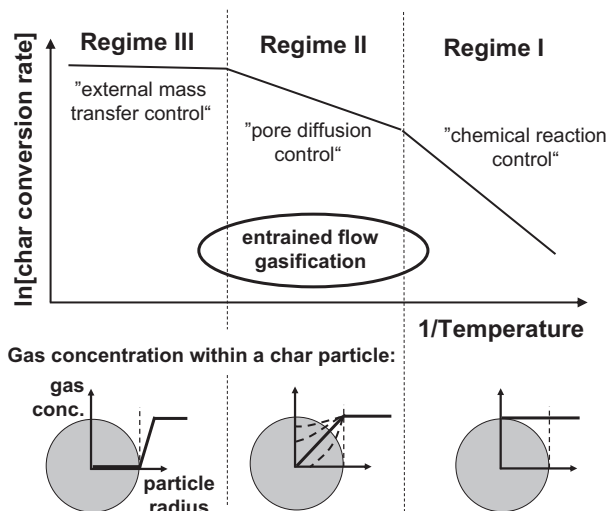 Regime III
Regime II
Regime I
ln[char conversion rate]
”external mass
transfer control“
”pore diffusion
control“
”chemical reaction
control“
entrained flow
gasification
1/Temperature
Gas concentration within a char particle:
gas
conc.
particle
radius